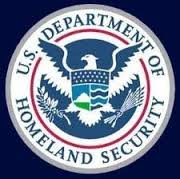 U.S. DEPARTMENT OF
HOMELAND SECURITY